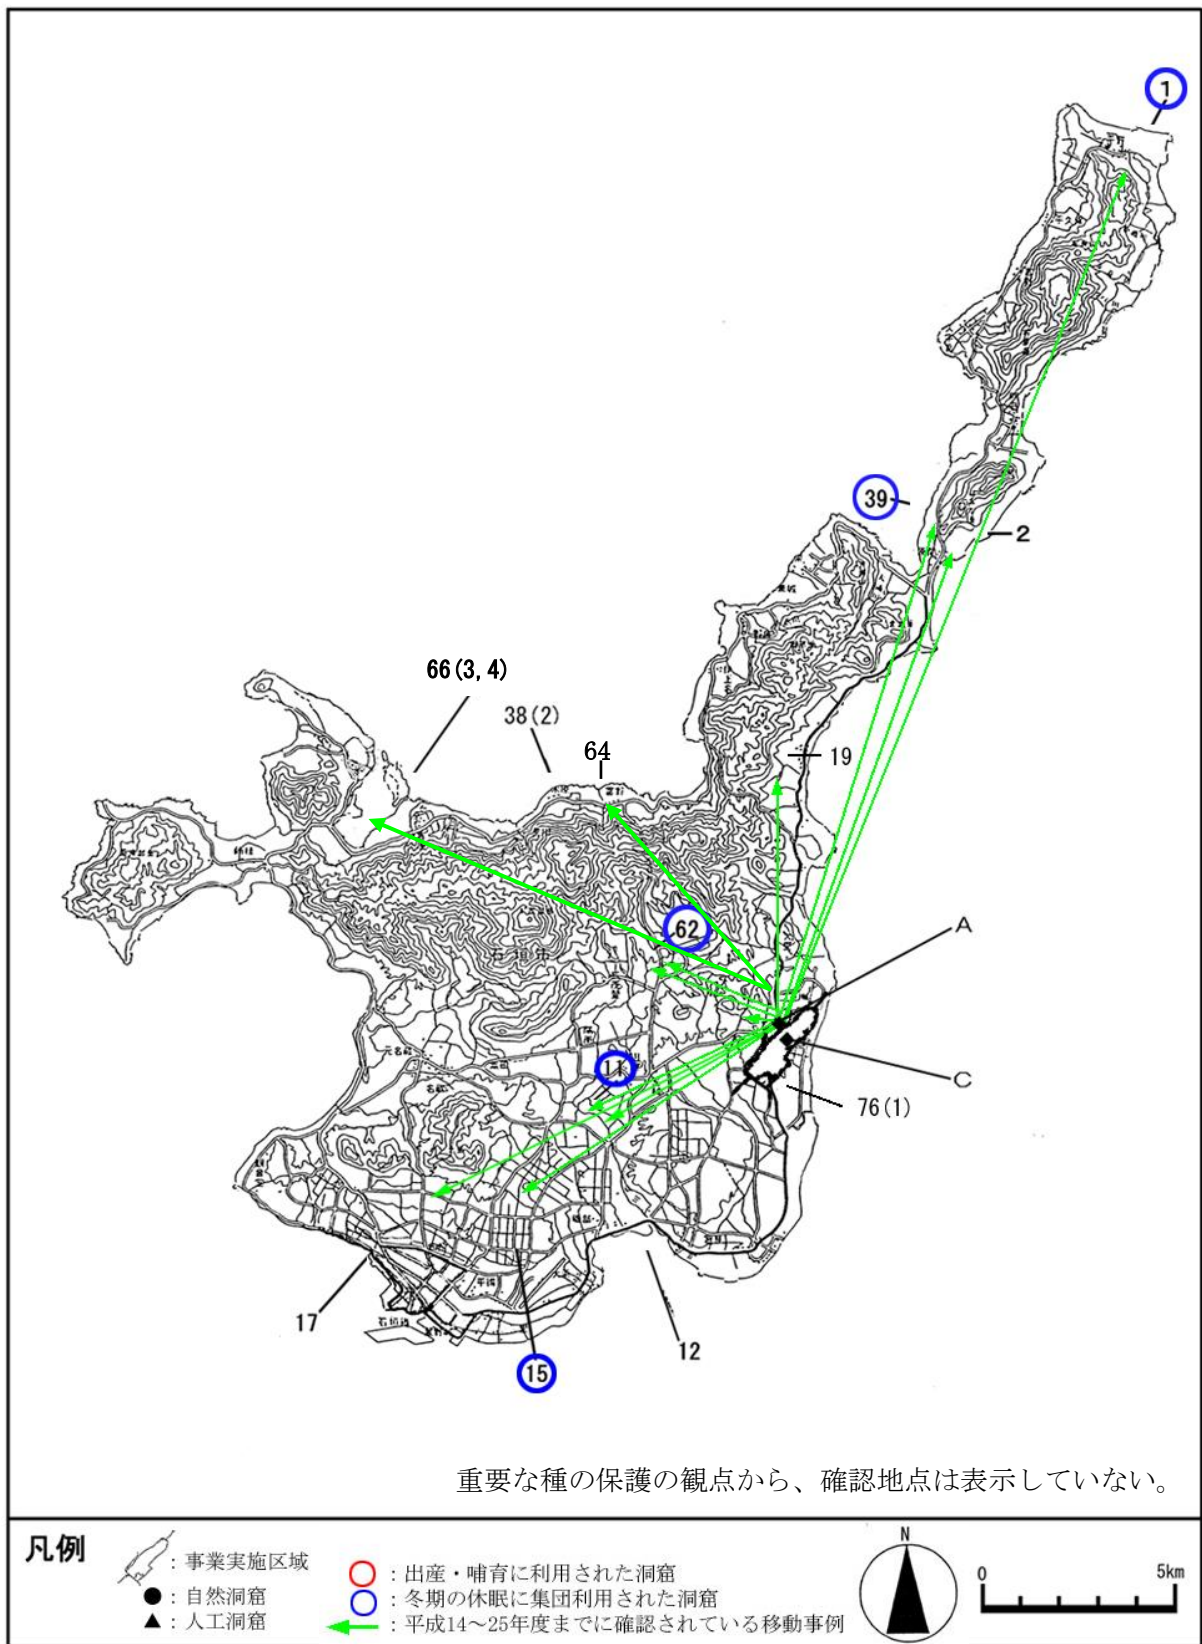 1
39
2
66(3, 4)
38(2)
64
19
62
A
石垣市
11
C
76(1)
17
12
15
重要な種の保護の観点から、確認地点は表示していない。
凡例
：事業実施区域
：自然洞窟
：人工洞窟
：出産・哺育に利用された洞窟
：冬期の休眠に集団利用された洞窟
：平成14～25年度までに確認されている移動事例
N
0 5km